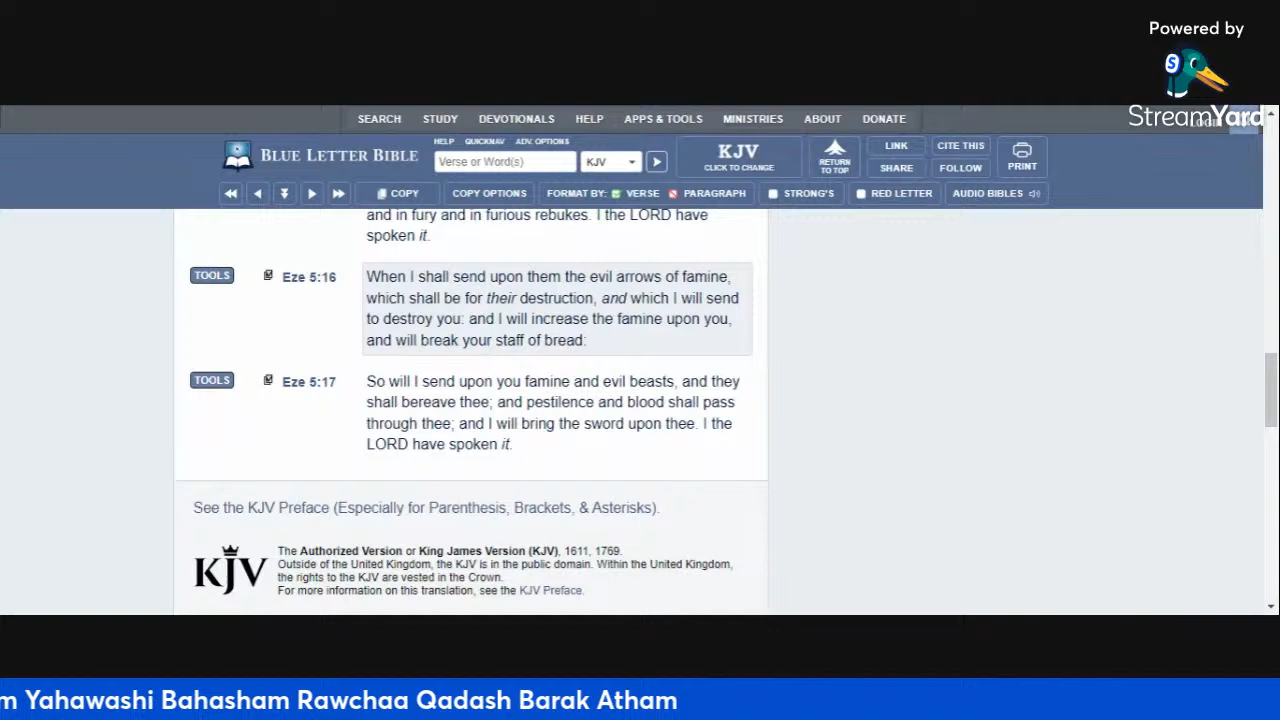 Powered by
S
StreamYard
SEARCH STUDY DEVOTIONALS HELP APPS & TOOLS MINISTRIES ABOUT DONATE
HELP QUICKNAV ADV. OPTIONS
BLUE LETTER BIBLE
Verse or Word(s)
KJV
KJV
CLICK TO CHANGE
RETURN
TO TOP
LINK
CITE THIS
SHARE
FOLLOW
PRINT
COPY COPY OPTIONS FORMAT BY: VERSE PARAGRAPH STRONG'S RED LETTER AUDIO BIBLES
and in fury and in furious rebukes. I the LORD have
spoken it.
TOOLS Eze 5:16 When I shall send upon them the evil arrows of famine,
which shall be for their destruction, and which I will send
to destroy you: and I will increase the famine upon you,
and will break your staff of bread:
TOOLS Eze 5:17 So will I send upon you famine and evil beasts, and they
shall bereave thee; and pestilence and blood shall pass
through thee; and I will bring the sword upon thee. I the
LORD have spoken it.
See the KJV Preface (Especially for Parenthesis, Brackets, & Asterisks).
KJV
The Authorized Version or King James Version (KJV), 1611, 1769.
Outside of the United Kingdom, the KJV is in the public domain. Within the United Kingdom,
the rights to the KJV are vested in the Crown.
For more information on this translation, see the KJV Preface.
m Yahawashi Bahasham Rawchaa Qadash Barak Atham